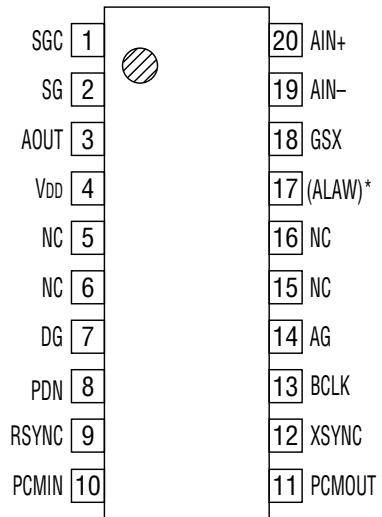 SGC 1 20 AIN+
SG 2 19 AIN–
AOUT 3 18 GSX
VDD 4 17 (ALAW)*
NC 5 16 NC
NC 6 15 NC
DG 7 14 AG
PDN 8 13 BCLK
RSYNC 9 12 XSYNC
PCMIN 10 11 PCMOUT